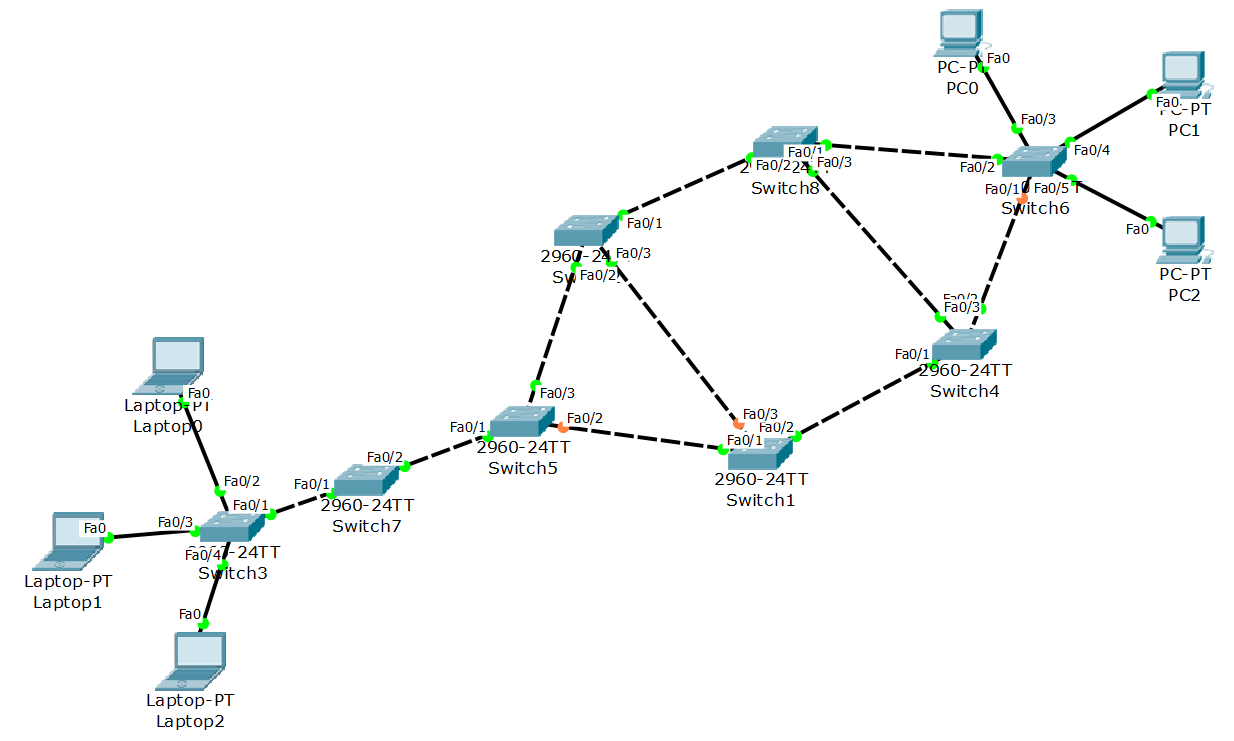 Fa0
PC-P
PC0
Fa0/3
Fa0
PC-PT
PC1
Fa0/4
Fa0/1
Fa0/2
Fa0/3
Switch8
Fa0/2
Fa0/1
Fa0/5
Switch6
Fa0
PC-PT
PC2
Fa0/1
2960-24
Fa0/3
Fa0/2
Fa0/3
Fa0/1
2960-24TT
Switch4
Fa0
Laptop-PT
Laptop0
Fa0/3
Fa0/1
Fa0/2
2960-24TT
Switch5
Fa0/3
Fa0/2
Fa0/1
2960-24TT
Switch1
Fa0/2
Fa0/1
2960-24TT
Switch7
Fa0/2
Fa0/1
Fa0/3
Fa0/4
Switch3
Fa0
Laptop-PT
Laptop1
Fa0
Laptop-PT
Laptop2